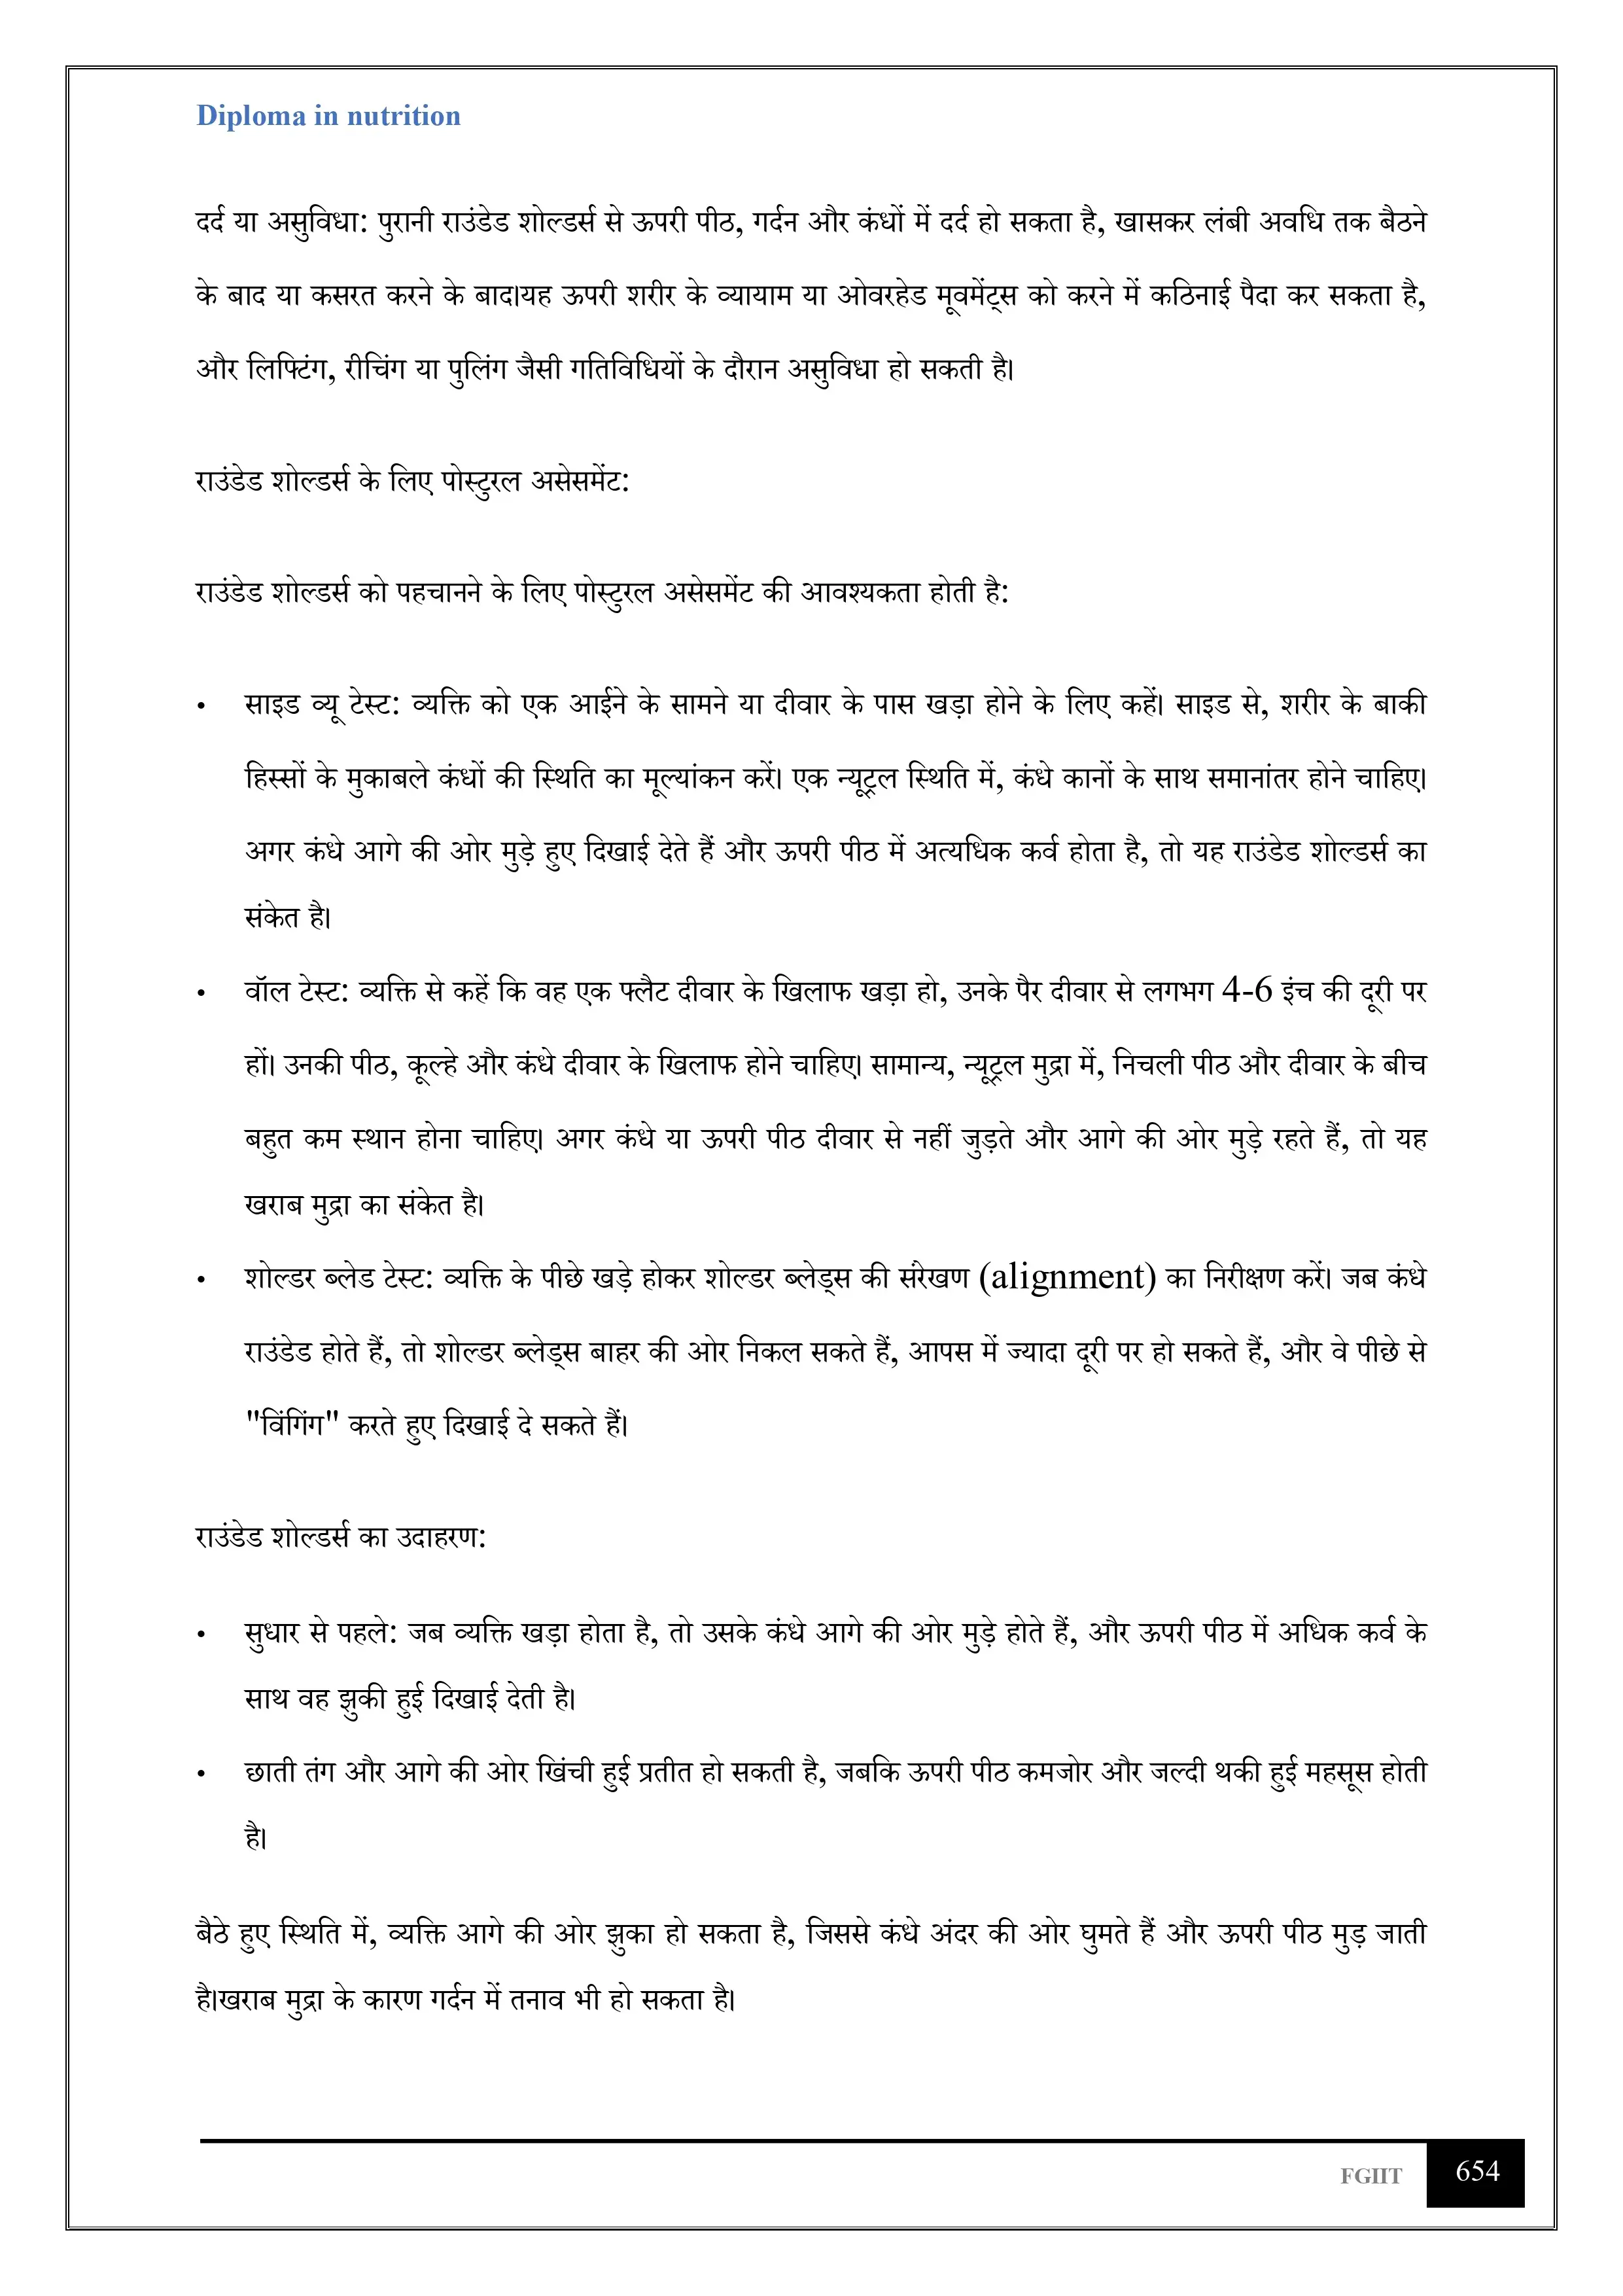 Diploma in nutrition
दर्द या असुविधा: पुरानी राउंडेड शोल्डर्स से ऊपरी पीठ, गर्दन और कंधों में दर्द हो सकता है, खासकर लंबी अवधि तक बैठने
के बाद या कसरत करने के बाद।यह ऊपरी शरीर के व्यायाम या ओवरहेड मूवमेंट्स को करने में कठिनाई पैदा कर सकता है,
और लिफ्टिंग, रीचिंग या पुलिंग जैसी गतिविधियों के दौरान असुविधा हो सकती है।
राउंडेड शोल्डर्स के लिए पोस्टुरल असेसमेंट:
राउंडेड शोल्डर्स को पहचानने के लिए पोस्टुरल असेसमेंट की आवश्यकता होती है:
• साइड व्यू टेस्ट: व्यक्ति को एक आईने के सामने या दीवार के पास खड़ा होने के लिए कहें। साइड से, शरीर के बाकी
हिस्सों के मुकाबले कंधों की स्थिति का मूल्यांकन करें। एक न्यूट्रल स्थिति में, कंधे कानों के साथ समानांतर होने चाहिए।
अगर कंधे आगे की ओर मुड़े हुए दिखाई देते हैं और ऊपरी पीठ में अत्यधिक कर्व होता है, तो यह राउंडेड शोल्डर्स का
संकेत है।
• वॉल टेस्ट: व्यक्ति से कहें कि वह एक फ्लैट दीवार के खिलाफ खड़ा हो, उनके पैर दीवार से लगभग 4-6 इंच की दूरी पर
हों। उनकी पीठ, कूल्हे और कंधे दीवार के खिलाफ होने चाहिए। सामान्य, न्यूट्रल मुद्रा में, निचली पीठ और दीवार के बीच
बहुत कम स्थान होना चाहिए। अगर कंधे या ऊपरी पीठ दीवार से नहीं जुड़ते और आगे की ओर मुड़े रहते हैं, तो यह
खराब मुद्रा का संकेत है।
• शोल्डर ब्लेड टेस्ट: व्यक्ति के पीछे खड़े होकर शोल्डर ब्लेड्स की संरेखण (alignment) का निरीक्षण करें। जब कंधे
राउंडेड होते हैं, तो शोल्डर ब्लेड्स बाहर की ओर निकल सकते हैं, आपस में ज्यादा दूरी पर हो सकते हैं, और वे पीछे से
"विंगिंग" करते हुए दिखाई दे सकते हैं।
राउंडेड शोल्डर्स का उदाहरण:
• सुधार से पहले: जब व्यक्ति खड़ा होता है, तो उसके कंधे आगे की ओर मुड़े होते हैं, और ऊपरी पीठ में अधिक कर्व के
साथ वह झुकी हुई दिखाई देती है।
• छाती तंग और आगे की ओर खिंची हुई प्रतीत हो सकती है, जबकि ऊपरी पीठ कमजोर और जल्दी थकी हुई महसूस होती
है।
बैठे हुए स्थिति में, व्यक्ति आगे की ओर झुका हो सकता है, जिससे कंधे अंदर की ओर घुमते हैं और ऊपरी पीठ मुड़ जाती
है।खराब मुद्रा के कारण गर्दन में तनाव भी हो सकता है।
FGIIT 654